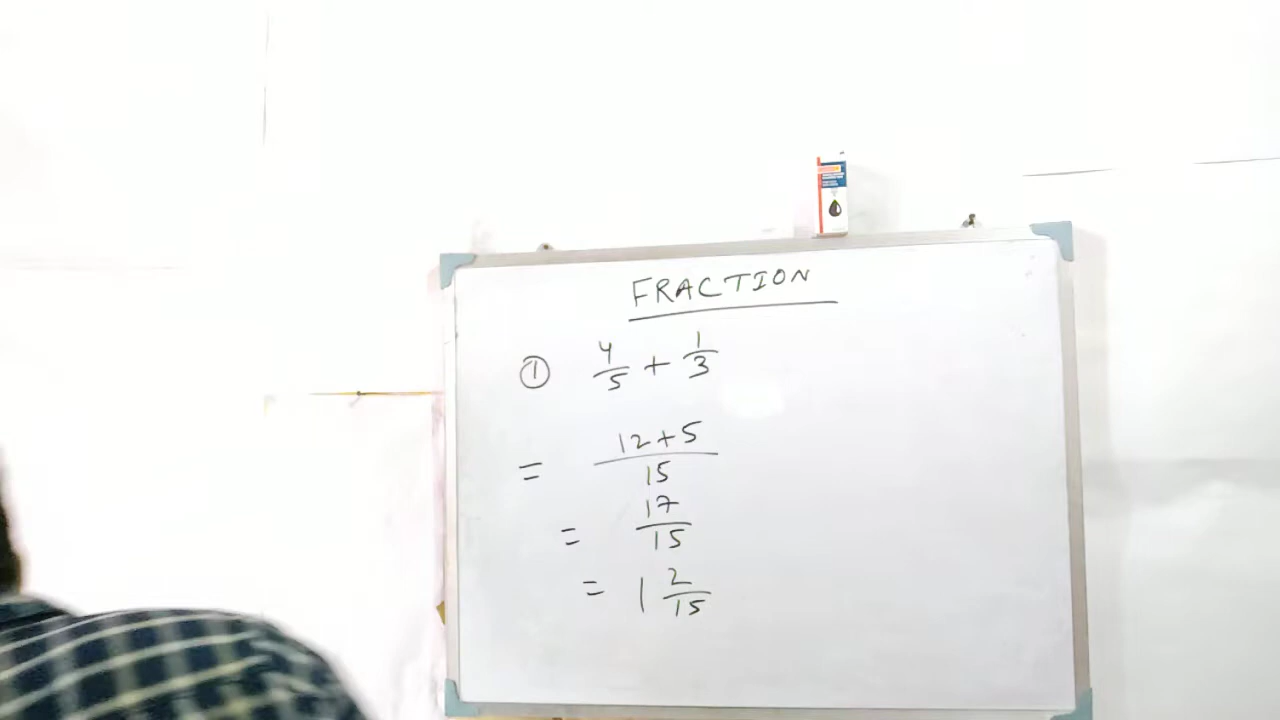 FRACTION
① 4/5 + 1/3
= 12+5/15
= 17/15
= 1 2/15